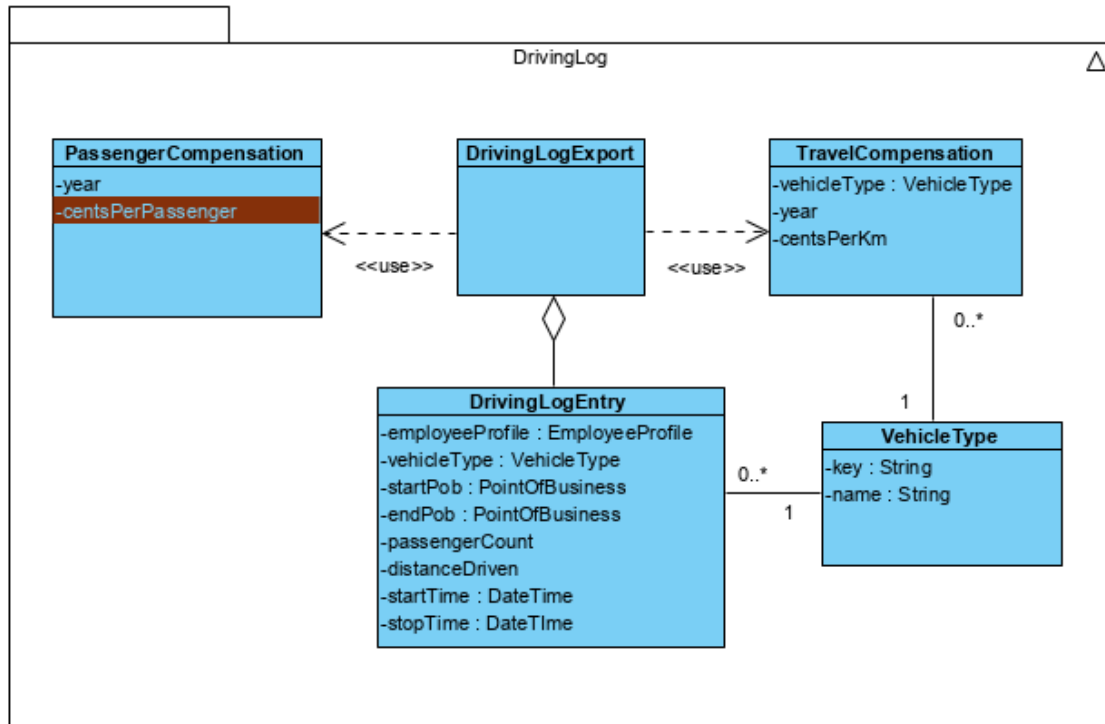 DrivingLog
PassengerCompensation
-year
-centsPerPassenger
DrivingLogExport
TravelCompensation
-vehicleType : VehicleType
-year
-centsPerKm
<<use>>
<<use>>
0..*
1
DrivingLogEntry
-employeeProfile : EmployeeProfile
-vehicleType : VehicleType
-startPob : PointOfBusiness
-endPob : PointOfBusiness
-passengerCount
-distanceDriven
-startTime : DateTime
-stopTime : DateTIme
0..*
1
VehicleType
-key : String
-name : String